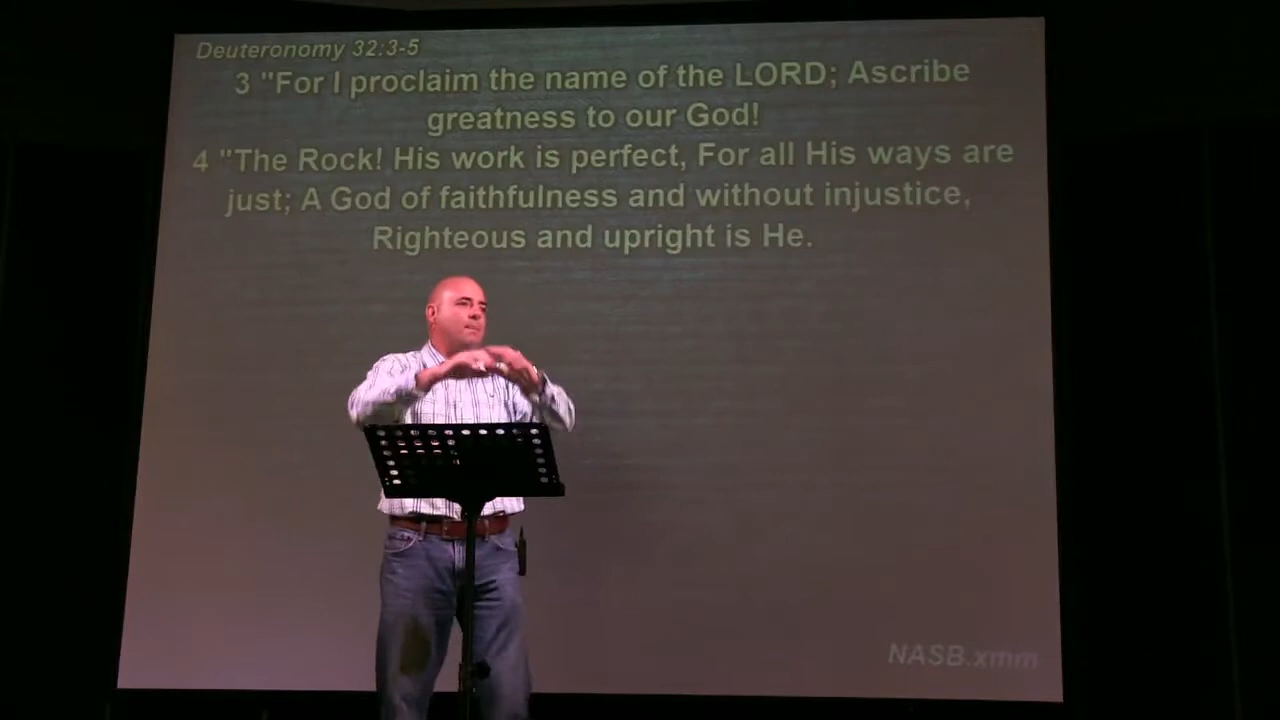 Deuteronomy 32:3-5
3 "For I proclaim the name of the LORD; Ascribe
greatness to our God!
4 "The Rock! His work is perfect, For all His ways are
just; A God of faithfulness and without injustice,
Righteous and upright is He.
NASB.xmm